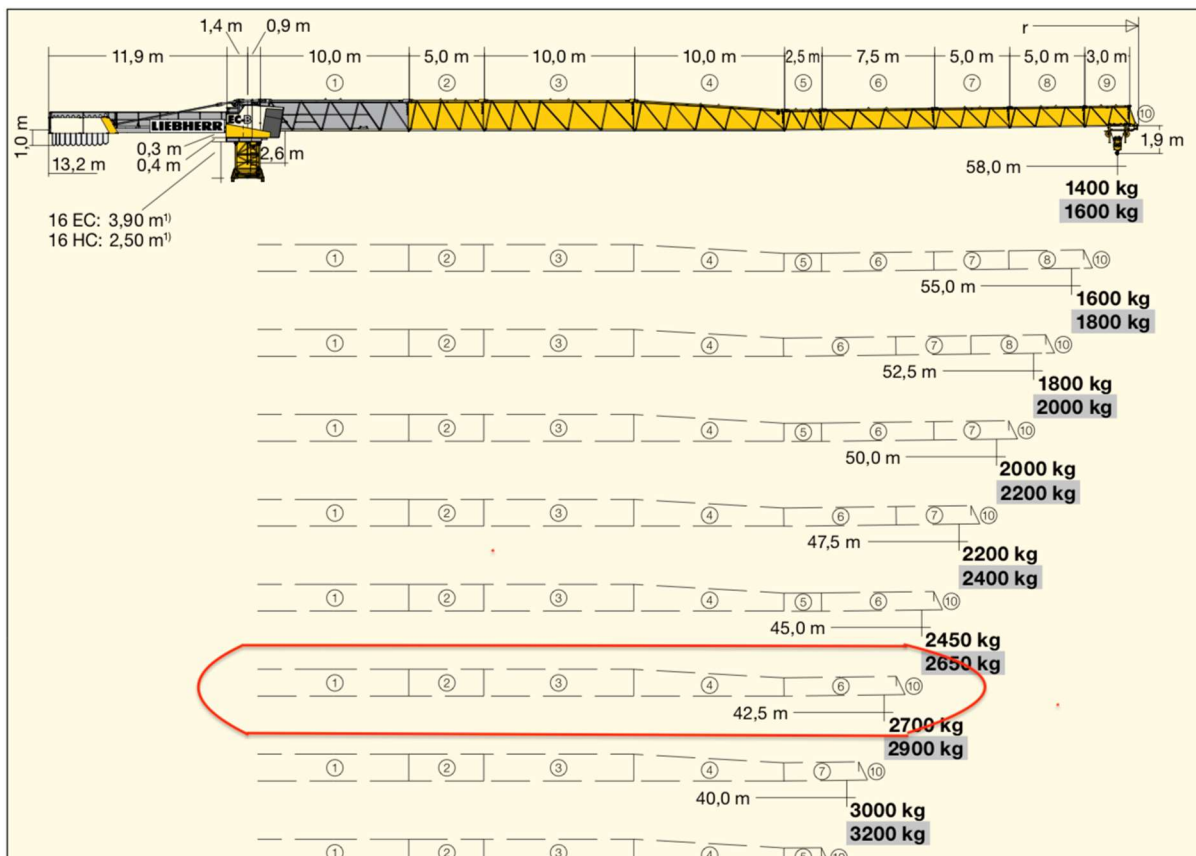 1,4 m 0,9 m r
11,9 m 10,0 m 5,0 m 10,0 m 10,0 m 2,5 m 7,5 m 5,0 m 5,0 m 3,0 m
① ② ③ ④ ⑤ ⑥ ⑦ ⑧ ⑨
LIEBHERR EC-B ⑩
1,0 m 0,3 m 2,6 m 1,9 m
13,2 m 0,4 m 58,0 m
1400 kg
1600 kg
16 EC: 3,90 m¹⁾
16 HC: 2,50 m¹⁾
① ② ③ ④ ⑤ ⑥ ⑦ ⑧ ⑩
55,0 m
1600 kg
1800 kg
① ② ③ ④ ⑥ ⑦ ⑧ ⑩
52,5 m
1800 kg
2000 kg
① ② ③ ④ ⑤ ⑥ ⑦ ⑩
50,0 m
2000 kg
2200 kg
① ② ③ ④ ⑥ ⑦ ⑩
47,5 m
2200 kg
2400 kg
① ② ③ ④ ⑤ ⑥ ⑩
45,0 m
2450 kg
2650 kg
① ② ③ ④ ⑥ ⑩
42,5 m
2700 kg
2900 kg
① ② ③ ④ ⑦ ⑩
40,0 m
3000 kg
3200 kg
① ② ③ ④ ⑤ ⑩